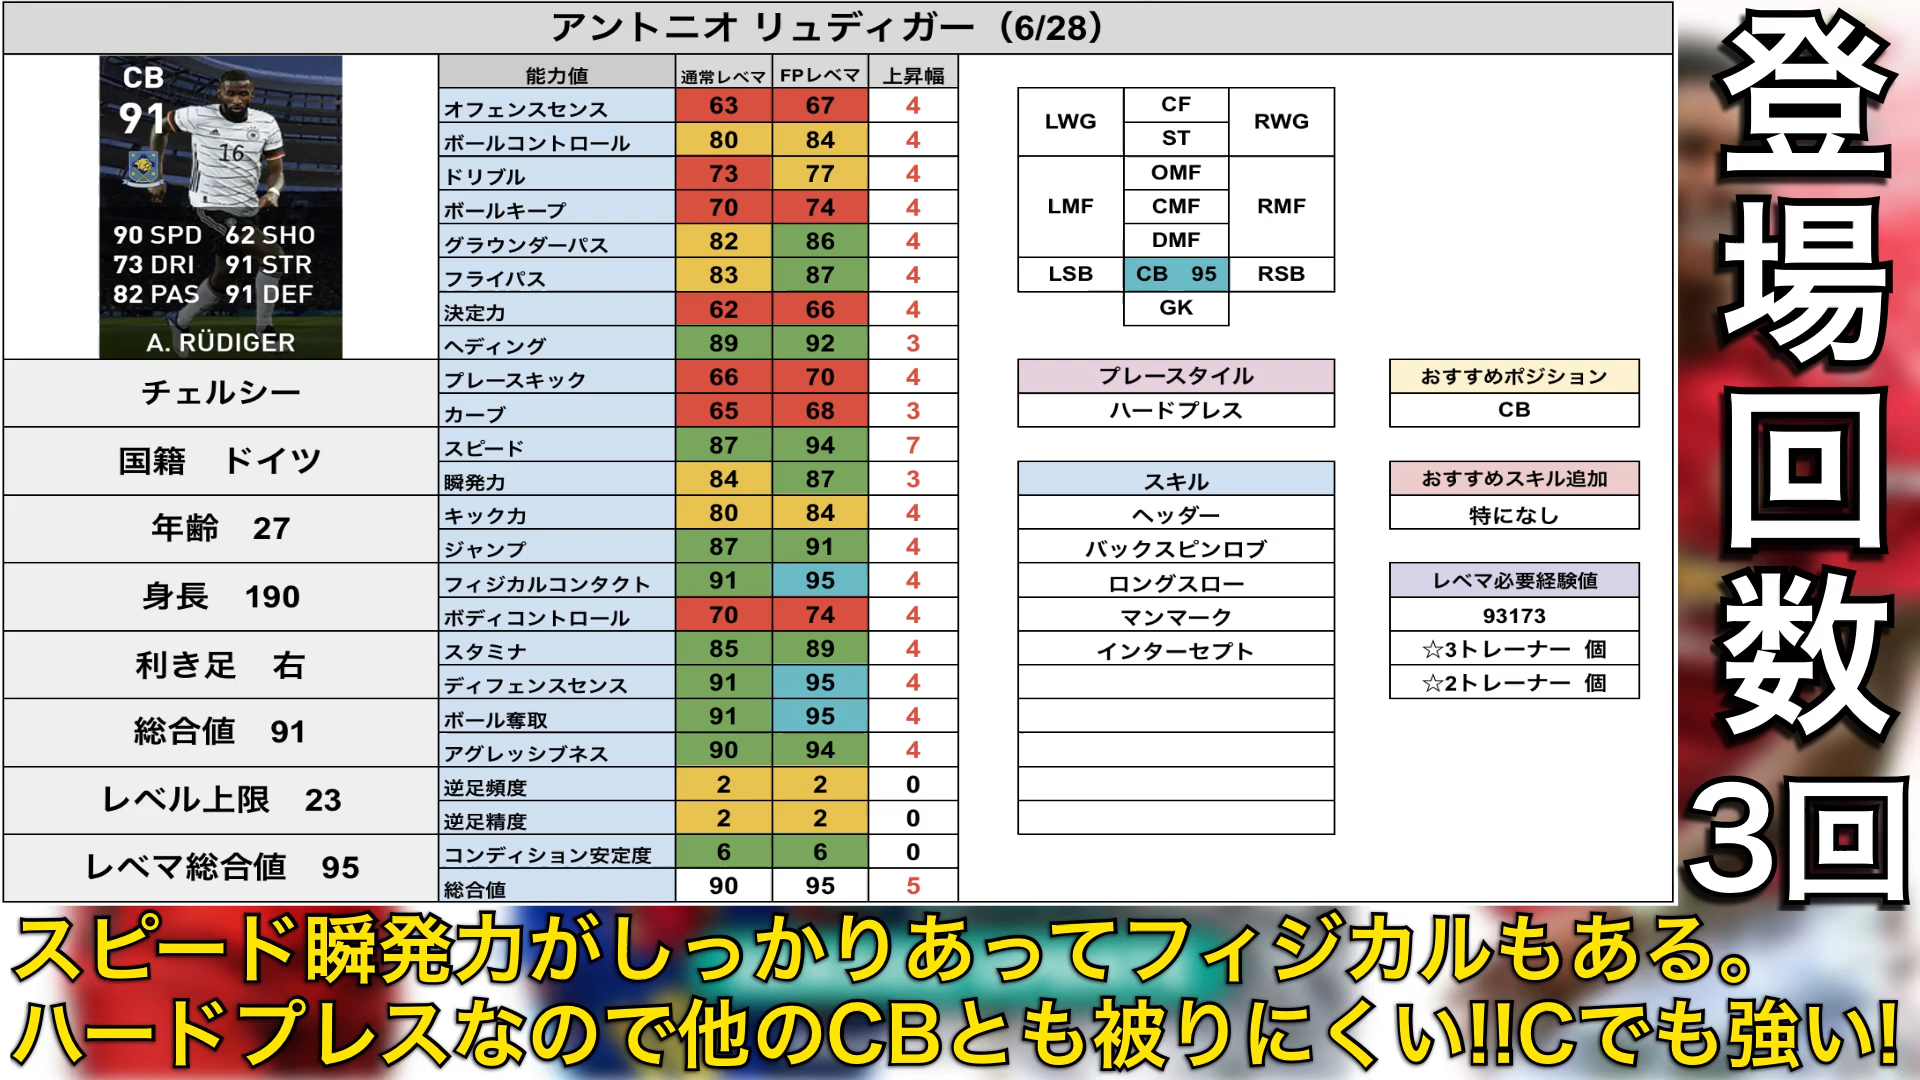 アントニオ リュディガー（6/28）
CB
91
16
90 SPD 62 SHO
73 DRI 91 STR
82 PAS 91 DEF
A. RÜDIGER
チェルシー
国籍 ドイツ
年齢 27
身長 190
利き足 右
総合値 91
レベル上限 23
レベマ総合値 95
能力値 通常レベマ FPレベマ 上昇幅
オフェンスセンス 63 67 4
ボールコントロール 80 84 4
ドリブル 73 77 4
ボールキープ 70 74 4
グラウンダーパス 82 86 4
フライパス 83 87 4
決定力 62 66 4
ヘディング 89 92 3
プレースキック 66 70 4
カーブ 65 68 3
スピード 87 94 7
瞬発力 84 87 3
キック力 80 84 4
ジャンプ 87 91 4
フィジカルコンタクト 91 95 4
ボディコントロール 70 74 4
スタミナ 85 89 4
ディフェンスセンス 91 95 4
ボール奪取 91 95 4
アグレッシブネス 90 94 4
逆足頻度 2 2 0
逆足精度 2 2 0
コンディション安定度 6 6 0
総合値 90 95 5
LWG CF RWG
ST
OMF
LMF CMF RMF
DMF
LSB CB 95 RSB
GK
プレースタイル
ハードプレス
スキル
ヘッダー
バックスピンロブ
ロングスロー
マンマーク
インターセプト
おすすめポジション
CB
おすすめスキル追加
特になし
レベマ必要経験値
93173
☆3トレーナー 個
☆2トレーナー 個
登場回数3回
スピード瞬発力がしっかりあってフィジカルもある。
ハードプレスなので他のCBとも被りにくい!!Cでも強い!